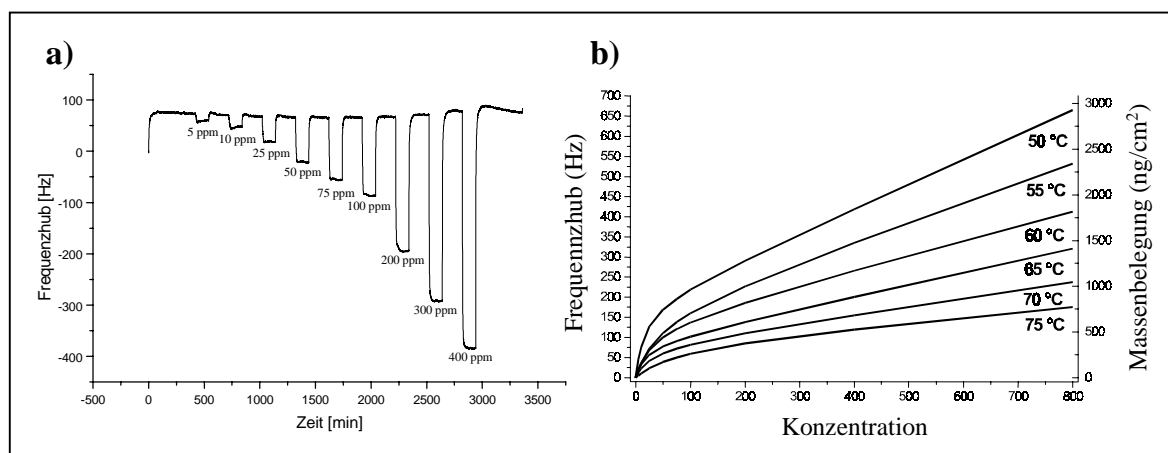 a)
100
0
-100
-200
-300
-400
Frequenzhub [Hz]
5 ppm
10 ppm
25 ppm
50 ppm
75 ppm
100 ppm
200 ppm
300 ppm
400 ppm
-500
0
500
1000
1500
2000
2500
3000
3500
Zeit [min]
b)
700
650
600
550
500
450
400
350
300
250
200
150
100
50
0
Frequennzhub (Hz)
50 °C
55 °C
60 °C
65 °C
70 °C
75 °C
3000
2500
2000
1500
1000
500
0
Massenbelegung (ng/cm²)
0
100
200
300
400
500
600
700
800
Konzentration